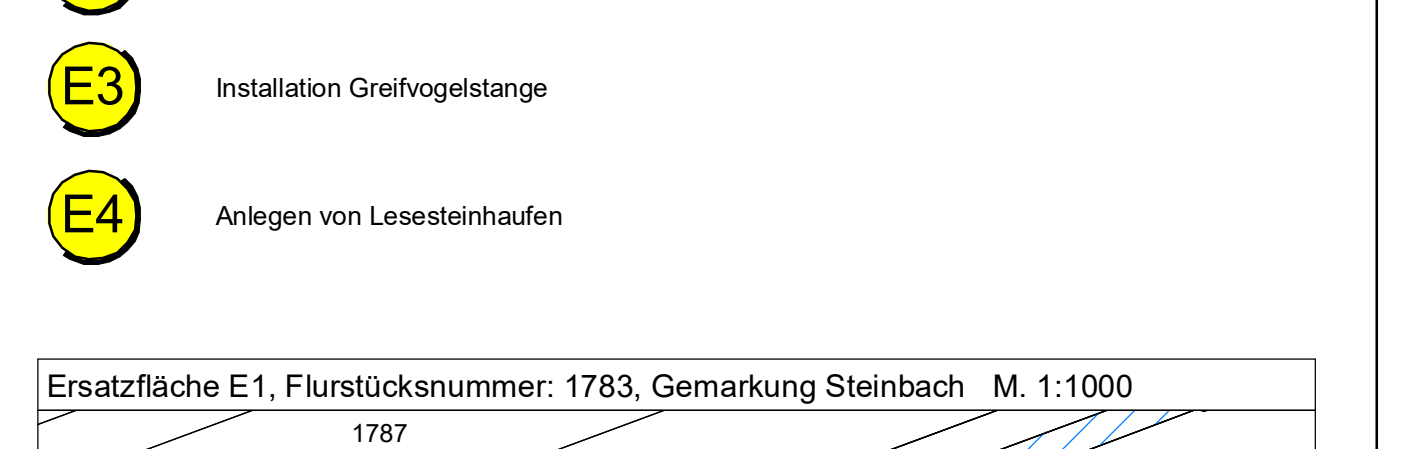 E3 Installation Greifvogelstange
E4 Anlegen von Lesesteinhaufen
Ersatzfläche E1, Flurstücksnummer: 1783, Gemarkung Steinbach M. 1:1000
1787